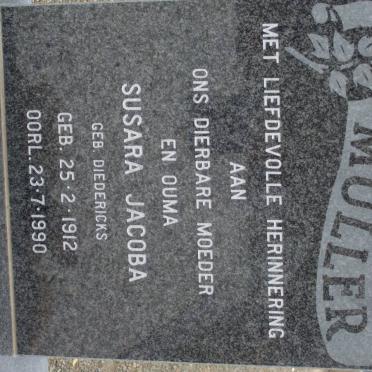 MULLER
MET LIEFDEVOLLE HERINNERING
AAN
ONS DIERBARE MOEDER
EN OUMA
SUSARA JACOBA
GEB. DIEDERICKS
GEB. 25·2·1912
OORL. 23·7·1990